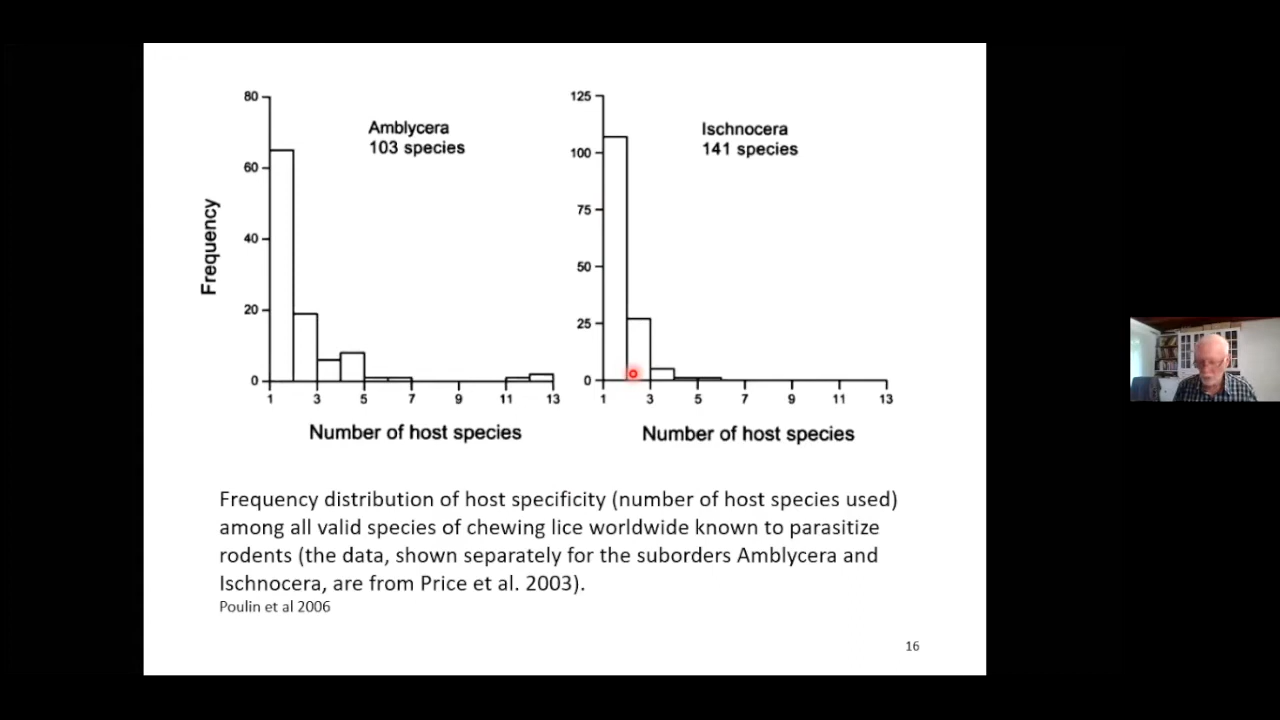 80
60
40
20
0
Frequency
Amblycera
103 species
1 3 5 7 9 11 13
Number of host species
125
100
75
50
25
0
Ischnocera
141 species
1 3 5 7 9 11 13
Number of host species
Frequency distribution of host specificity (number of host species used)
among all valid species of chewing lice worldwide known to parasitize
rodents (the data, shown separately for the suborders Amblycera and
Ischnocera, are from Price et al. 2003).
Poulin et al 2006
16